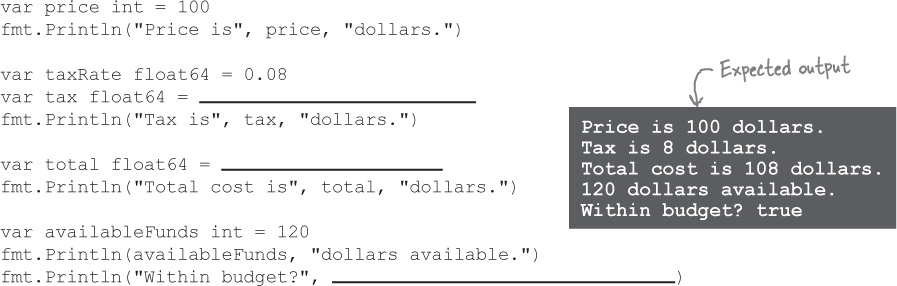 var price int = 100
fmt.Println("Price is", price, "dollars.")
var taxRate float64 = 0.08
var tax float64 =
fmt.Println("Tax is", tax, "dollars.")
var total float64 =
fmt.Println("Total cost is", total, "dollars.")
var availableFunds int = 120
fmt.Println(availableFunds, "dollars available.")
fmt.Println("Within budget?", )
Expected output
Price is 100 dollars.
Tax is 8 dollars.
Total cost is 108 dollars.
120 dollars available.
Within budget? true